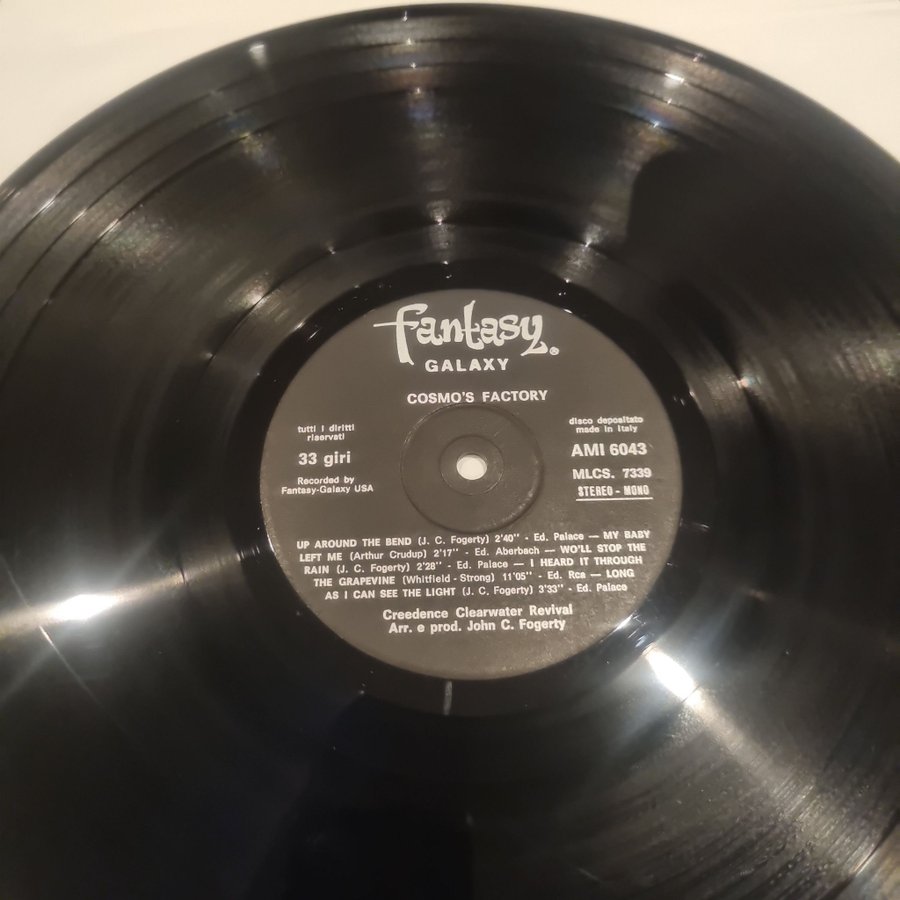 fantasy®
GALAXY
COSMO'S FACTORY
tutti i diritti
riservati
33 giri
Recorded by
Fantasy-Galaxy USA
disco depositato
made in Italy
AMI 6043
MLCS. 7339
STEREO - MONO
UP AROUND THE BEND (J. C. Fogerty) 2'40'' - Ed. Palace — MY BABY
LEFT ME (Arthur Crudup) 2'17'' - Ed. Aberbach — WO'LL STOP THE
RAIN (J. C. Fogerty) 2'28'' - Ed. Palace — I HEARD IT THROUGH
THE GRAPEVINE (Whitfield - Strong) 11'05'' - Ed. Rca — LONG
AS I CAN SEE THE LIGHT (J. C. Fogerty) 3'33'' - Ed. Palace
Creedence Clearwater Revival
Arr. e prod. John C. Fogerty